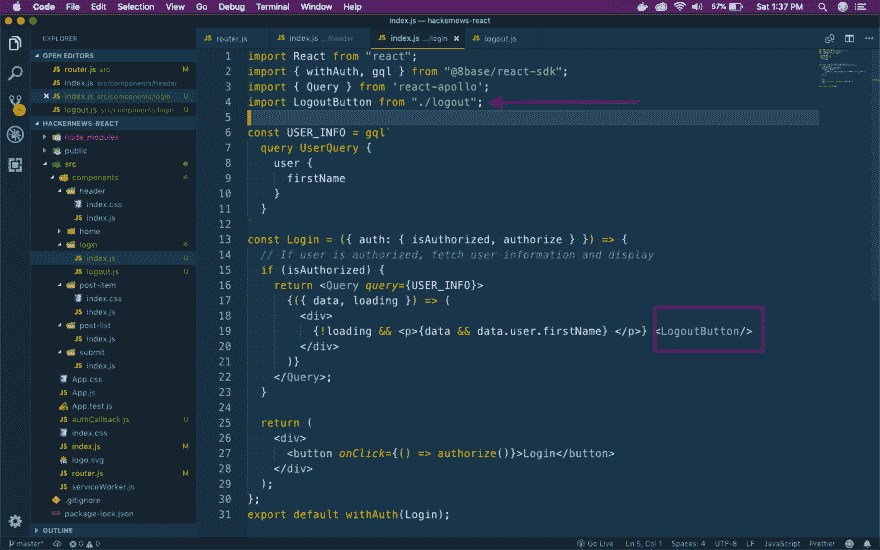 Code File Edit Selection View Go Debug Terminal Window Help 57% Sat 1:37 PM
index.js — hackernews-react
EXPLORER
router.js index.js .../header index.js .../login × logout.js
OPEN EDITORS
JS router.js src M
JS index.js src/components/header
× JS index.js src/components/login U
JS logout.js src/components/login U
HACKERNEWS-REACT
node_modules
public
src
components
header
index.css
JS index.js
home
login
JS index.js U
JS logout.js U
post-item
index.css
JS index.js
post-list
JS index.js
submit
JS index.js
App.css
JS App.js
App.test.js
JS authCallback.js U
index.css
JS index.js M
logo.svg
JS router.js M
JS serviceWorker.js
.gitignore
package-lock.json
OUTLINE
1 import React from "react";
2 import { withAuth, gql } from "@8base/react-sdk";
3 import { Query } from 'react-apollo';
4 import LogoutButton from "./logout";
5
6 const USER_INFO = gql`
7 query UserQuery {
8 user {
9 firstName
10 }
11 }
12 `
13 const Login = ({ auth: { isAuthorized, authorize } }) => {
14 // If user is authorized, fetch user information and display
15 if (isAuthorized) {
16 return <Query query={USER_INFO}>
17 {({ data, loading }) => (
18 <div>
19 {!loading && <p>{data && data.user.firstName} </p>} <LogoutButton/>
20 </div>
21 )}
22 </Query>;
23 }
24
25 return (
26 <div>
27 <button onClick={() => authorize()}>Login</button>
28 </div>
29 );
30 };
31 export default withAuth(Login);
master* 0 0 Go Live Ln 5, Col 1 Spaces: 4 UTF-8 LF JavaScript Prettier